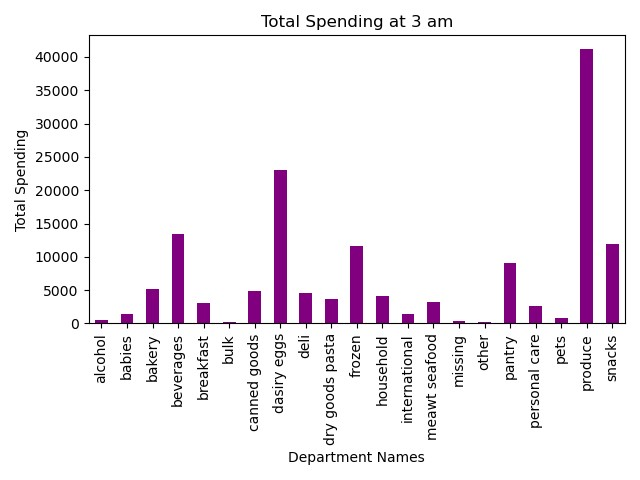 Total Spending at 3 am
Total Spending
40000
35000
30000
25000
20000
15000
10000
5000
0
alcohol
babies
bakery
beverages
breakfast
bulk
canned goods
dasiry eggs
deli
dry goods pasta
frozen
household
international
meawt seafood
missing
other
pantry
personal care
pets
produce
snacks
Department Names